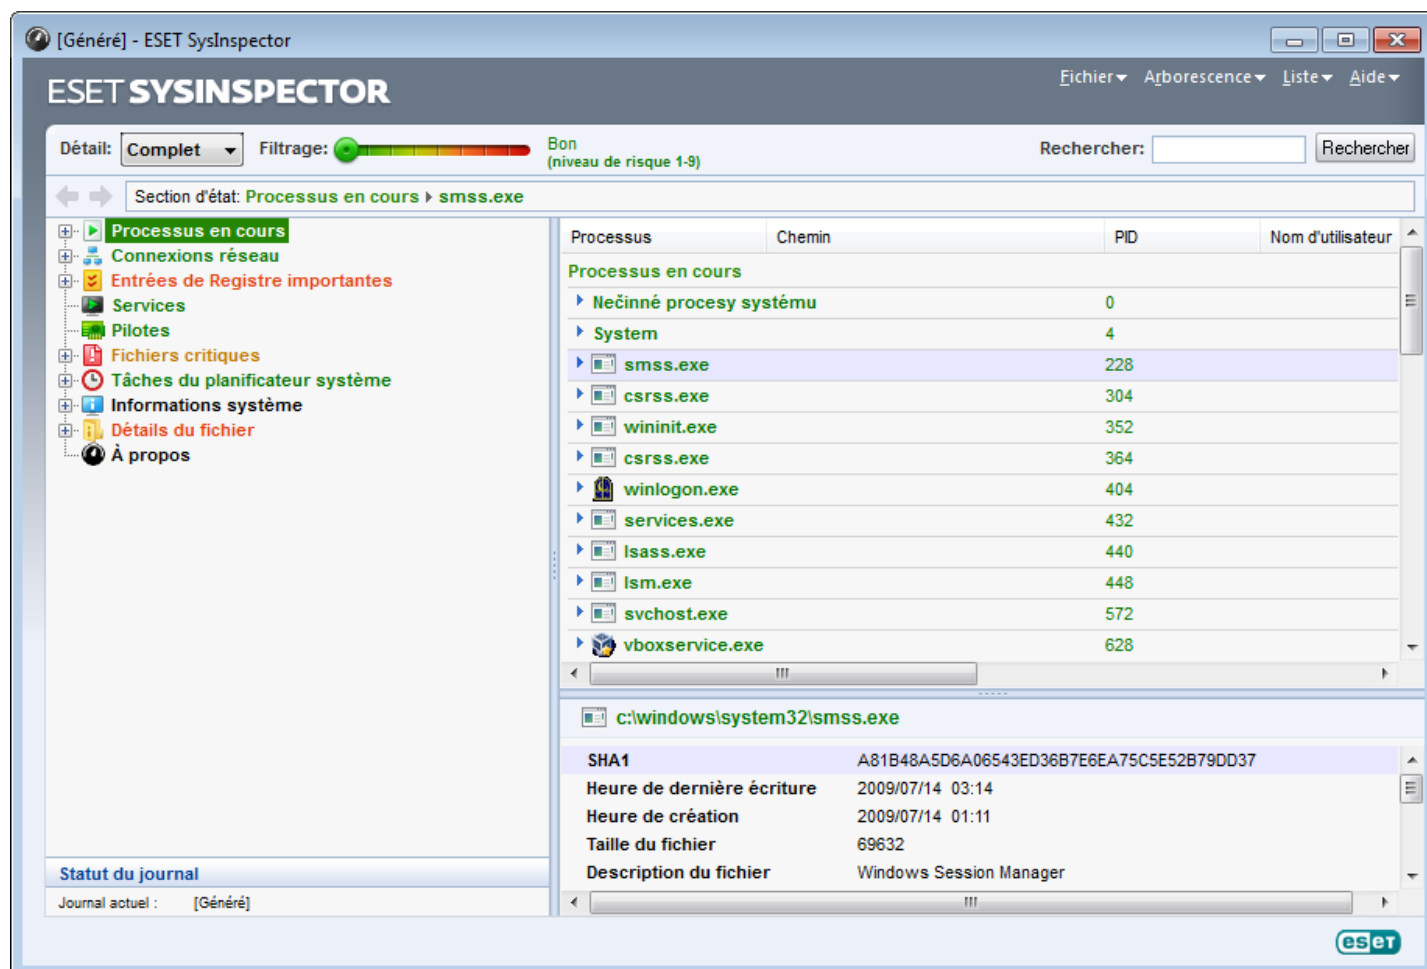 [Généré] - ESET SysInspector
ESET SYSINSPECTOR
Fichier Arborescence Liste Aide
Détail: Complet Filtrage: Bon
(niveau de risque 1-9)
Rechercher: Rechercher
Section d'état: Processus en cours smss.exe
Processus en cours
Connexions réseau
Entrées de Registre importantes
Services
Pilotes
Fichiers critiques
Tâches du planificateur système
Informations système
Détails du fichier
À propos
Statut du journal
Journal actuel : [Généré]
Processus Chemin PID Nom d'utilisateur
Processus en cours
Nečinné procesy systému 0
System 4
smss.exe 228
csrss.exe 304
wininit.exe 352
csrss.exe 364
winlogon.exe 404
services.exe 432
lsass.exe 440
lsm.exe 448
svchost.exe 572
vboxservice.exe 628
c:\windows\system32\smss.exe
SHA1 A81B48A5D6A06543ED36B7E6EA75C5E52B79DD37
Heure de dernière écriture 2009/07/14 03:14
Heure de création 2009/07/14 01:11
Taille du fichier 69632
Description du fichier Windows Session Manager
eseT